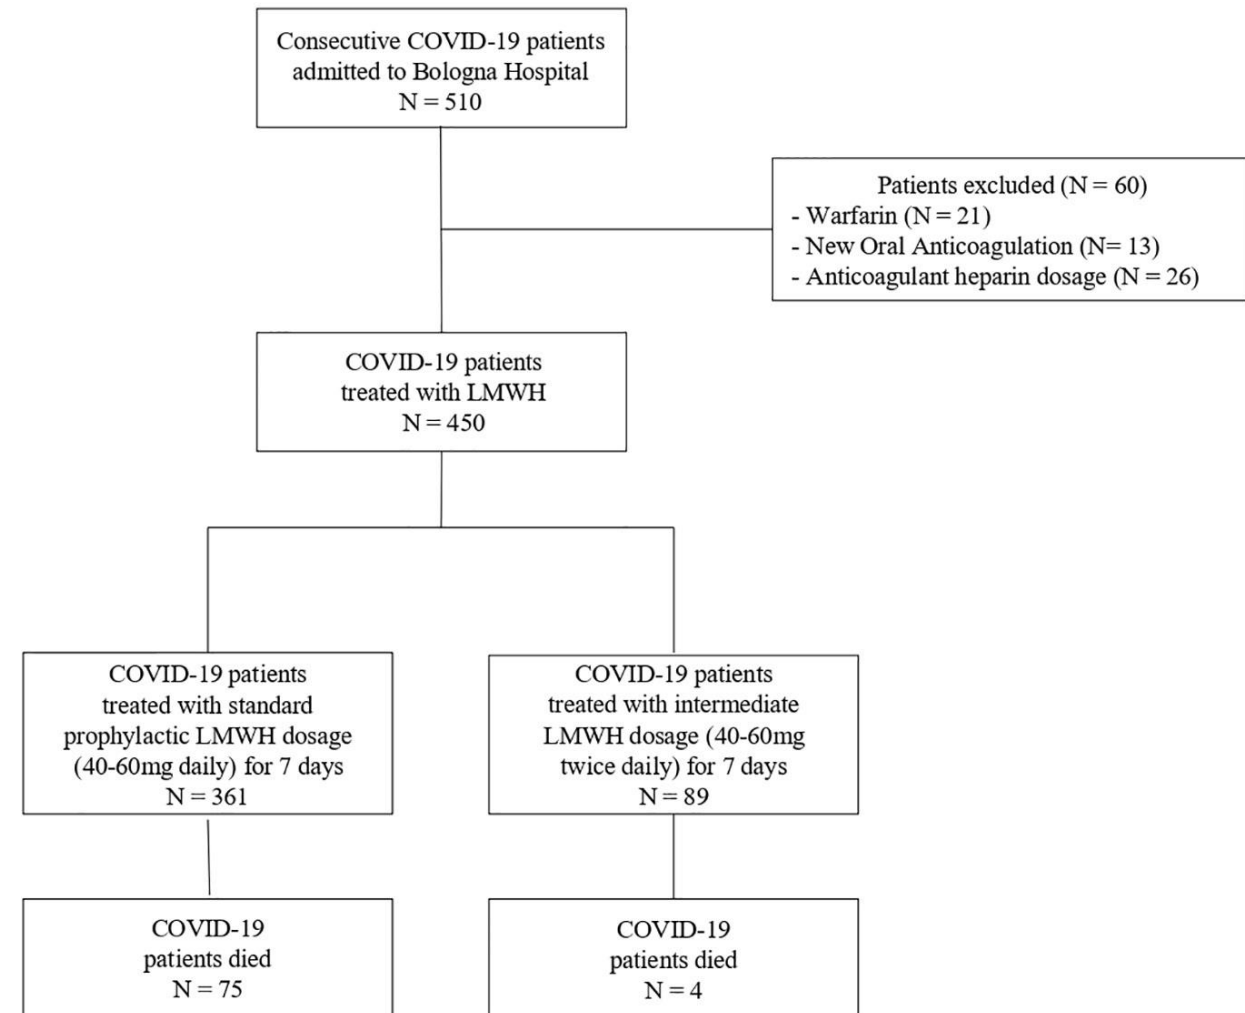 Consecutive COVID-19 patients
admitted to Bologna Hospital
N = 510
Patients excluded (N = 60)
- Warfarin (N = 21)
- New Oral Anticoagulation (N= 13)
- Anticoagulant heparin dosage (N = 26)
COVID-19 patients
treated with LMWH
N = 450
COVID-19 patients
treated with standard
prophylactic LMWH dosage
(40-60mg daily) for 7 days
N = 361
COVID-19 patients
treated with intermediate
LMWH dosage (40-60mg
twice daily) for 7 days
N = 89
COVID-19
patients died
N = 75
COVID-19
patients died
N = 4